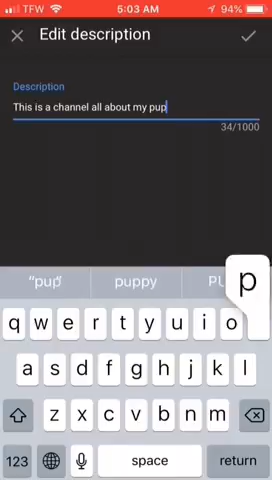 TFW 5:03 AM 94%
Edit description
Description
This is a channel all about my pup
34/1000
"pup" puppy PU
p
q w e r t y u i o
a s d f g h j k l
z x c v b n m
123 space return